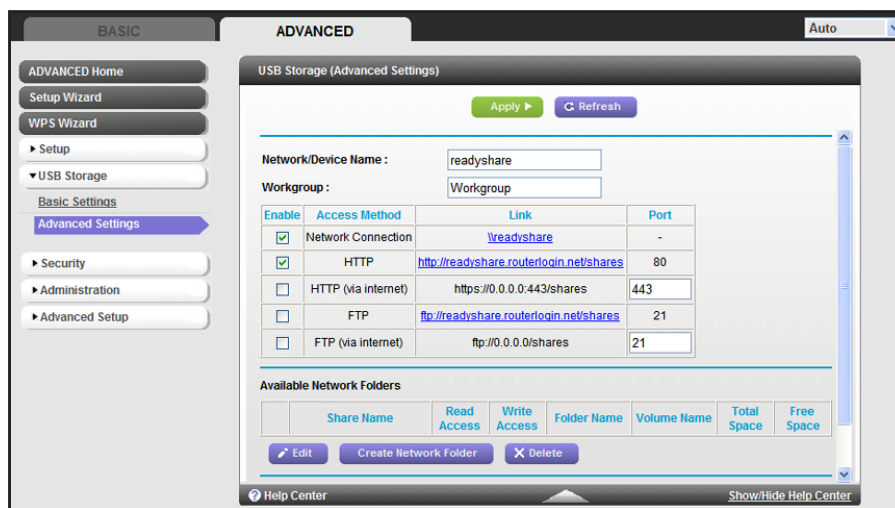 BASIC
ADVANCED
Auto
ADVANCED Home
Setup Wizard
WPS Wizard
Setup
USB Storage
Basic Settings
Advanced Settings
Security
Administration
Advanced Setup
USB Storage (Advanced Settings)
Apply
Refresh
Network/Device Name : readyshare
Workgroup : Workgroup
Enable Access Method Link Port
Network Connection \\readyshare -
HTTP http://readyshare.routerlogin.net/shares 80
HTTP (via internet) https://0.0.0.0:443/shares 443
FTP ftp://readyshare.routerlogin.net/shares 21
FTP (via internet) ftp://0.0.0.0/shares 21
Available Network Folders
Share Name Read Access Write Access Folder Name Volume Name Total Space Free Space
Edit Create Network Folder X Delete
? Help Center Show/Hide Help Center